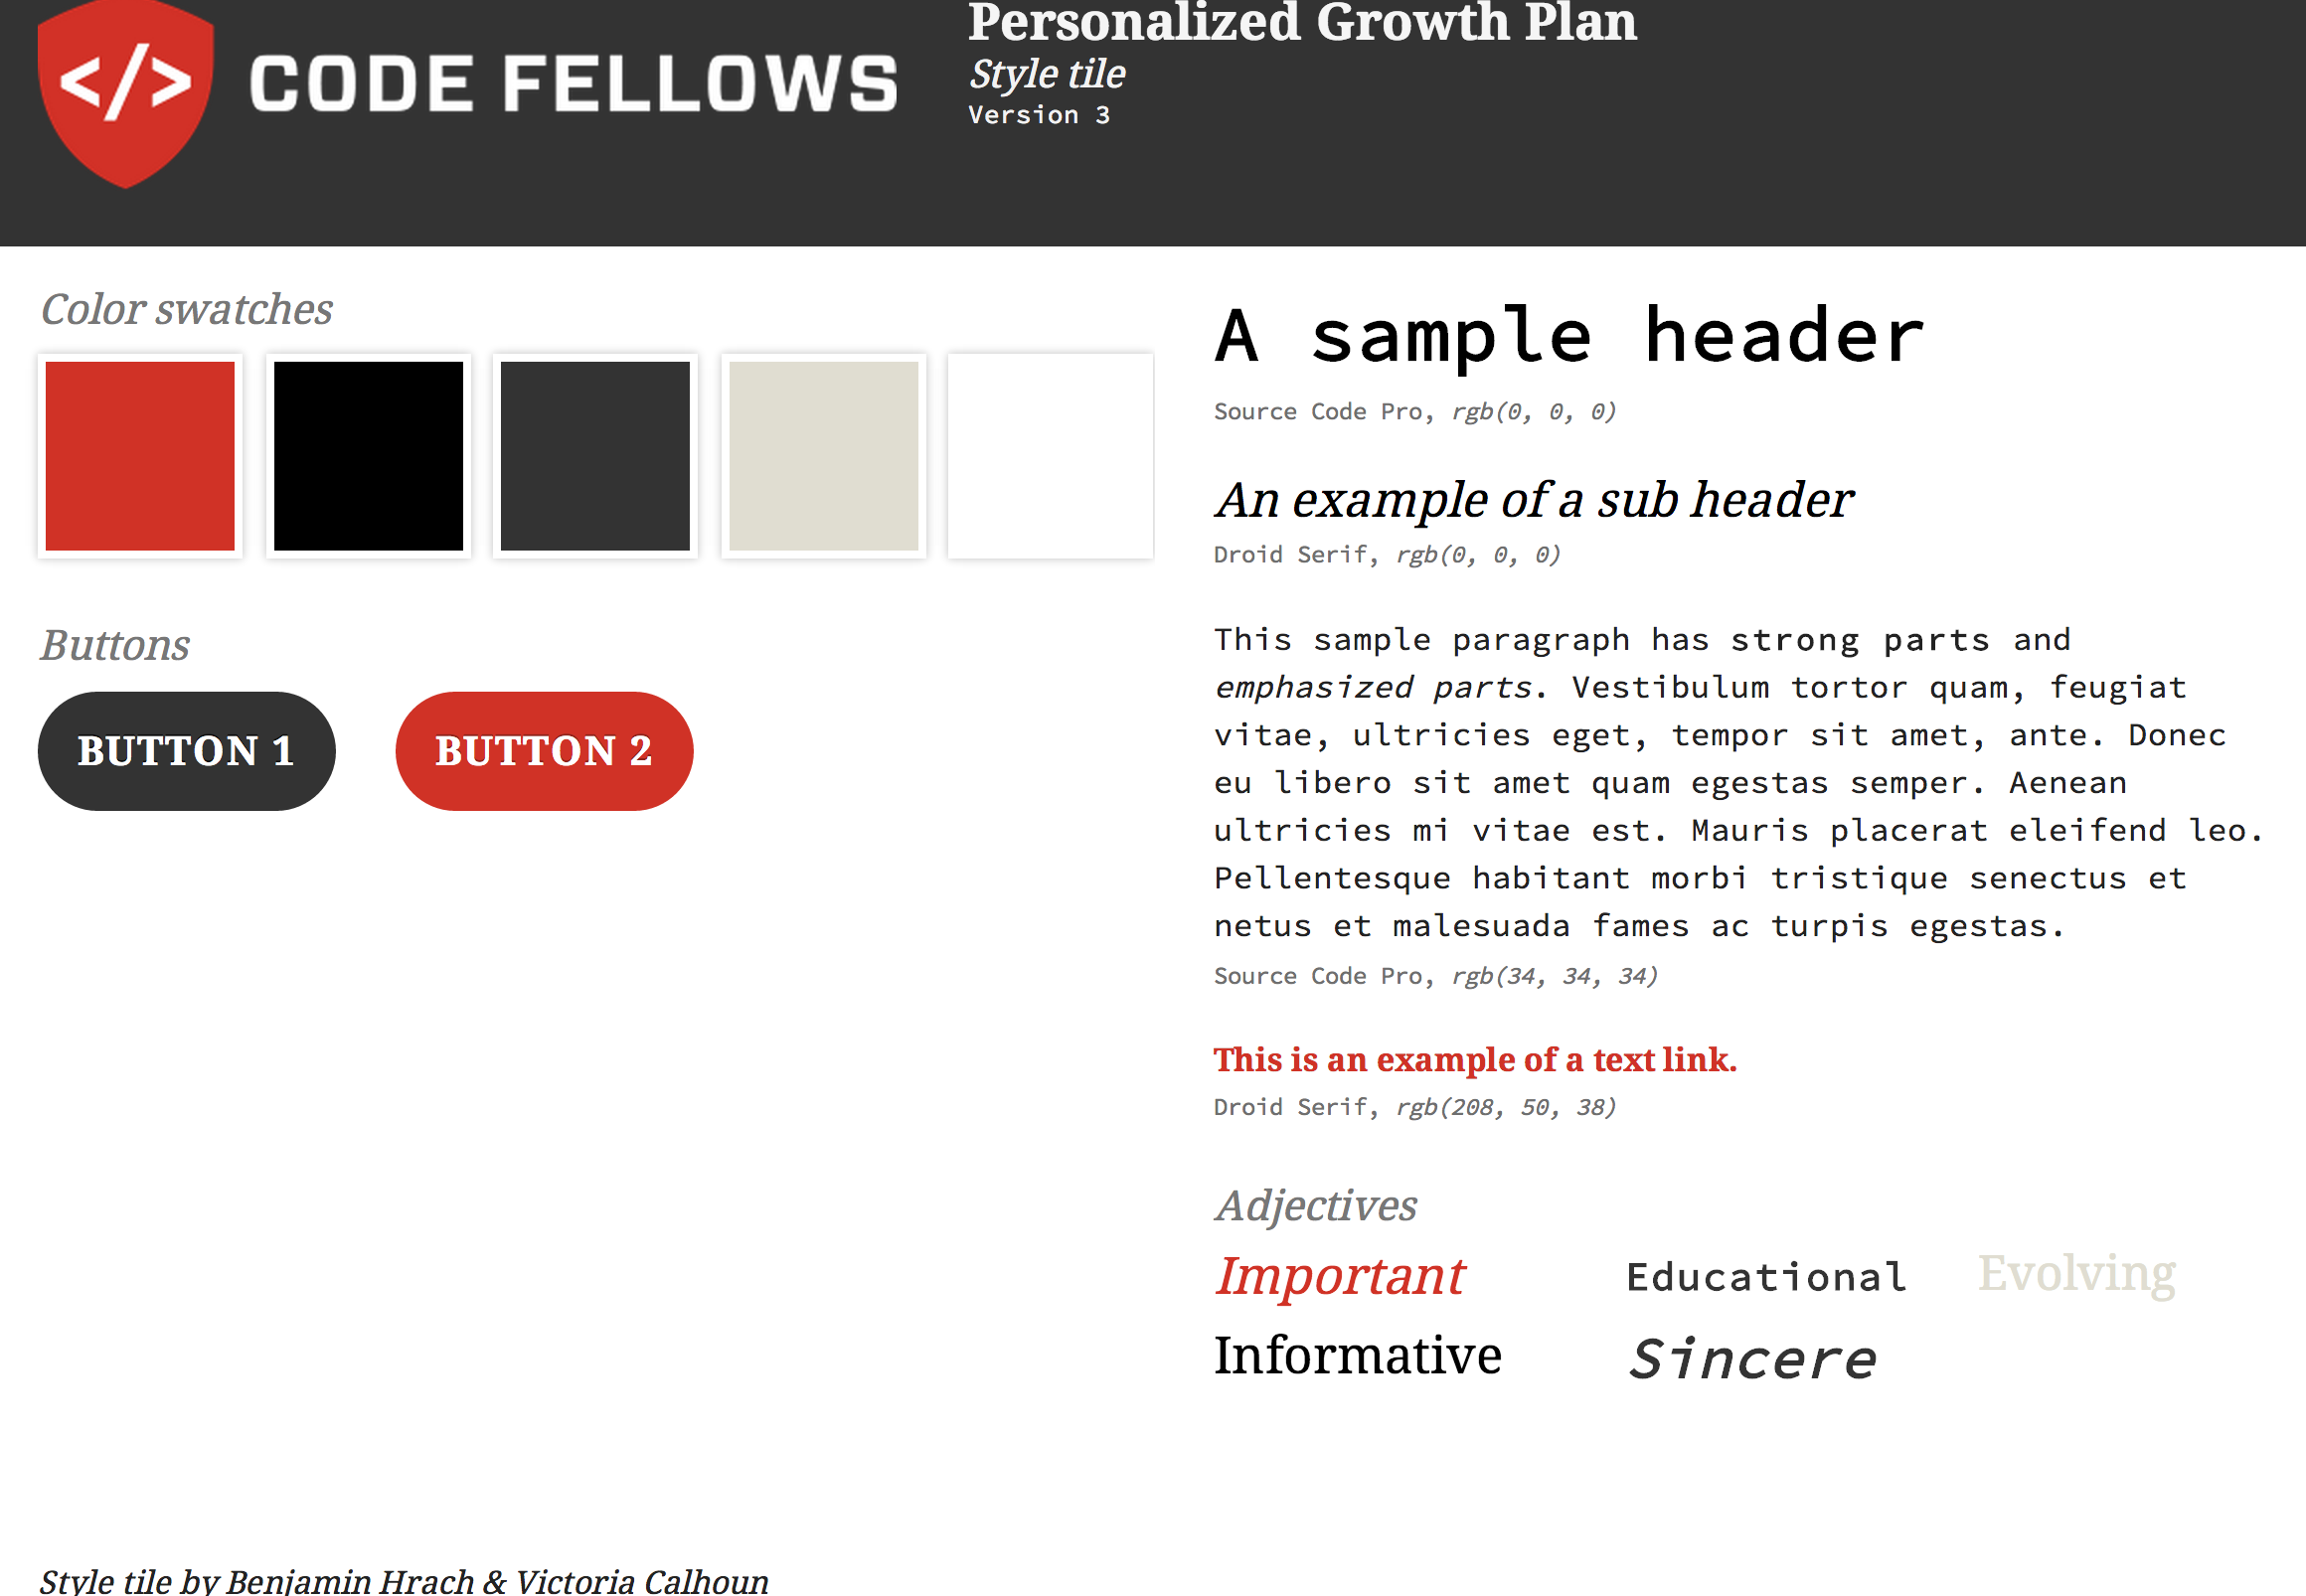 </>
CODE FELLOWS
Personalized Growth Plan
Style tile
Version 3
Color swatches
Buttons
BUTTON 1
BUTTON 2
A sample header
Source Code Pro, rgb(0, 0, 0)
An example of a sub header
Droid Serif, rgb(0, 0, 0)
This sample paragraph has strong parts and
emphasized parts. Vestibulum tortor quam, feugiat
vitae, ultricies eget, tempor sit amet, ante. Donec
eu libero sit amet quam egestas semper. Aenean
ultricies mi vitae est. Mauris placerat eleifend leo.
Pellentesque habitant morbi tristique senectus et
netus et malesuada fames ac turpis egestas.
Source Code Pro, rgb(34, 34, 34)
This is an example of a text link.
Droid Serif, rgb(208, 50, 38)
Adjectives
Important
Educational
Evolving
Informative
Sincere
Style tile by Benjamin Hrach & Victoria Calhoun